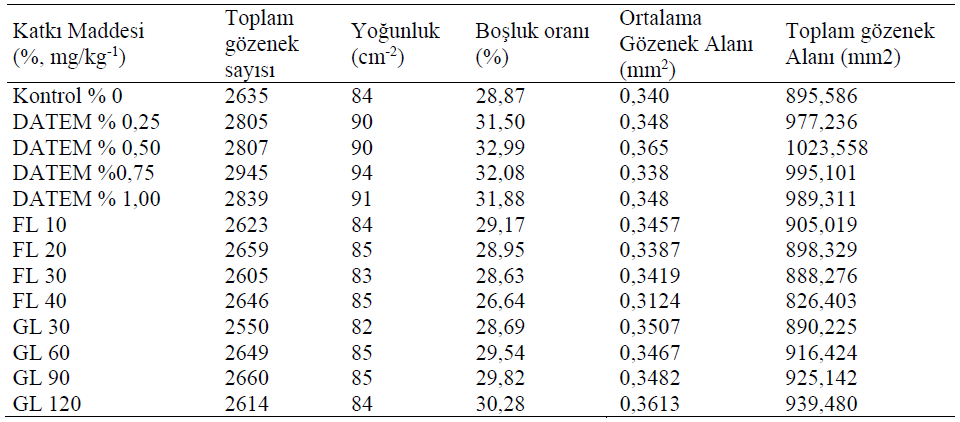 Katkı Maddesi (%, mg/kg-1) Toplam gözenek sayısı Yoğunluk (cm-2) Boşluk oranı (%) Ortalama Gözenek Alanı (mm2) Toplam gözenek Alanı (mm2)
Kontrol % 0 2635 84 28,87 0,340 895,586
DATEM % 0,25 2805 90 31,50 0,348 977,236
DATEM % 0,50 2807 90 32,99 0,365 1023,558
DATEM %0,75 2945 94 32,08 0,338 995,101
DATEM % 1,00 2839 91 31,88 0,348 989,311
FL 10 2623 84 29,17 0,3457 905,019
FL 20 2659 85 28,95 0,3387 898,329
FL 30 2605 83 28,63 0,3419 888,276
FL 40 2646 85 26,64 0,3124 826,403
GL 30 2550 82 28,69 0,3507 890,225
GL 60 2649 85 29,54 0,3467 916,424
GL 90 2660 85 29,82 0,3482 925,142
GL 120 2614 84 30,28 0,3613 939,480